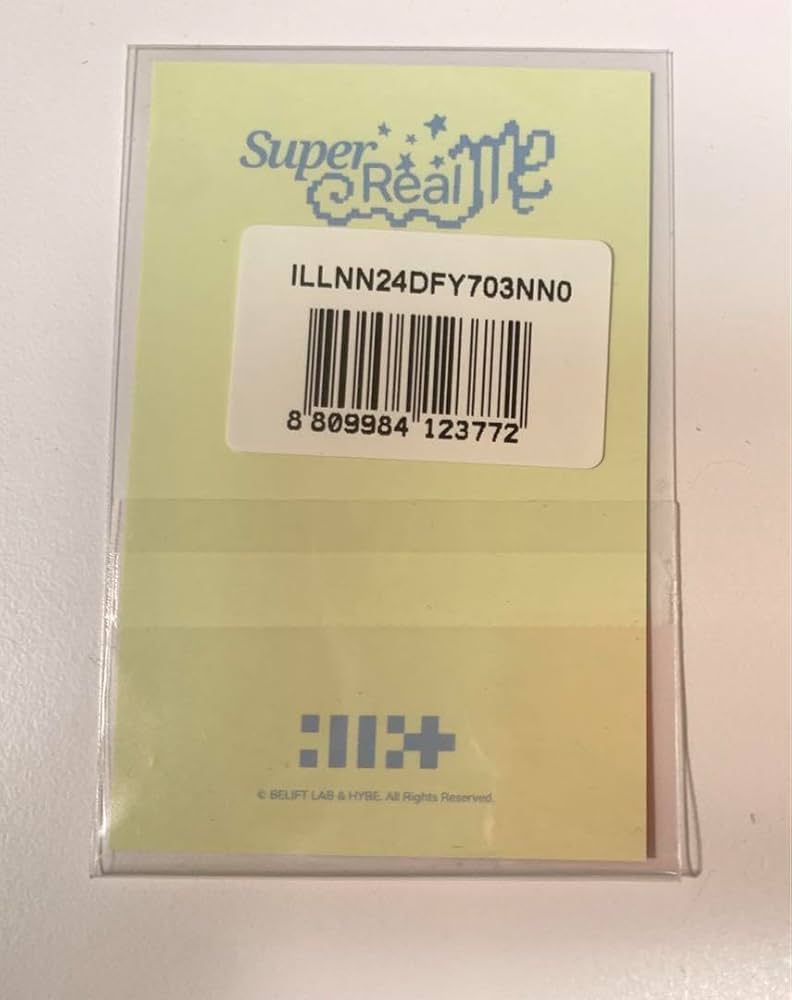 Super Real Me
ILLNN24DFY703NN0
8 809984 123772
© BELIFT LAB & HYBE. All Rights Reserved.